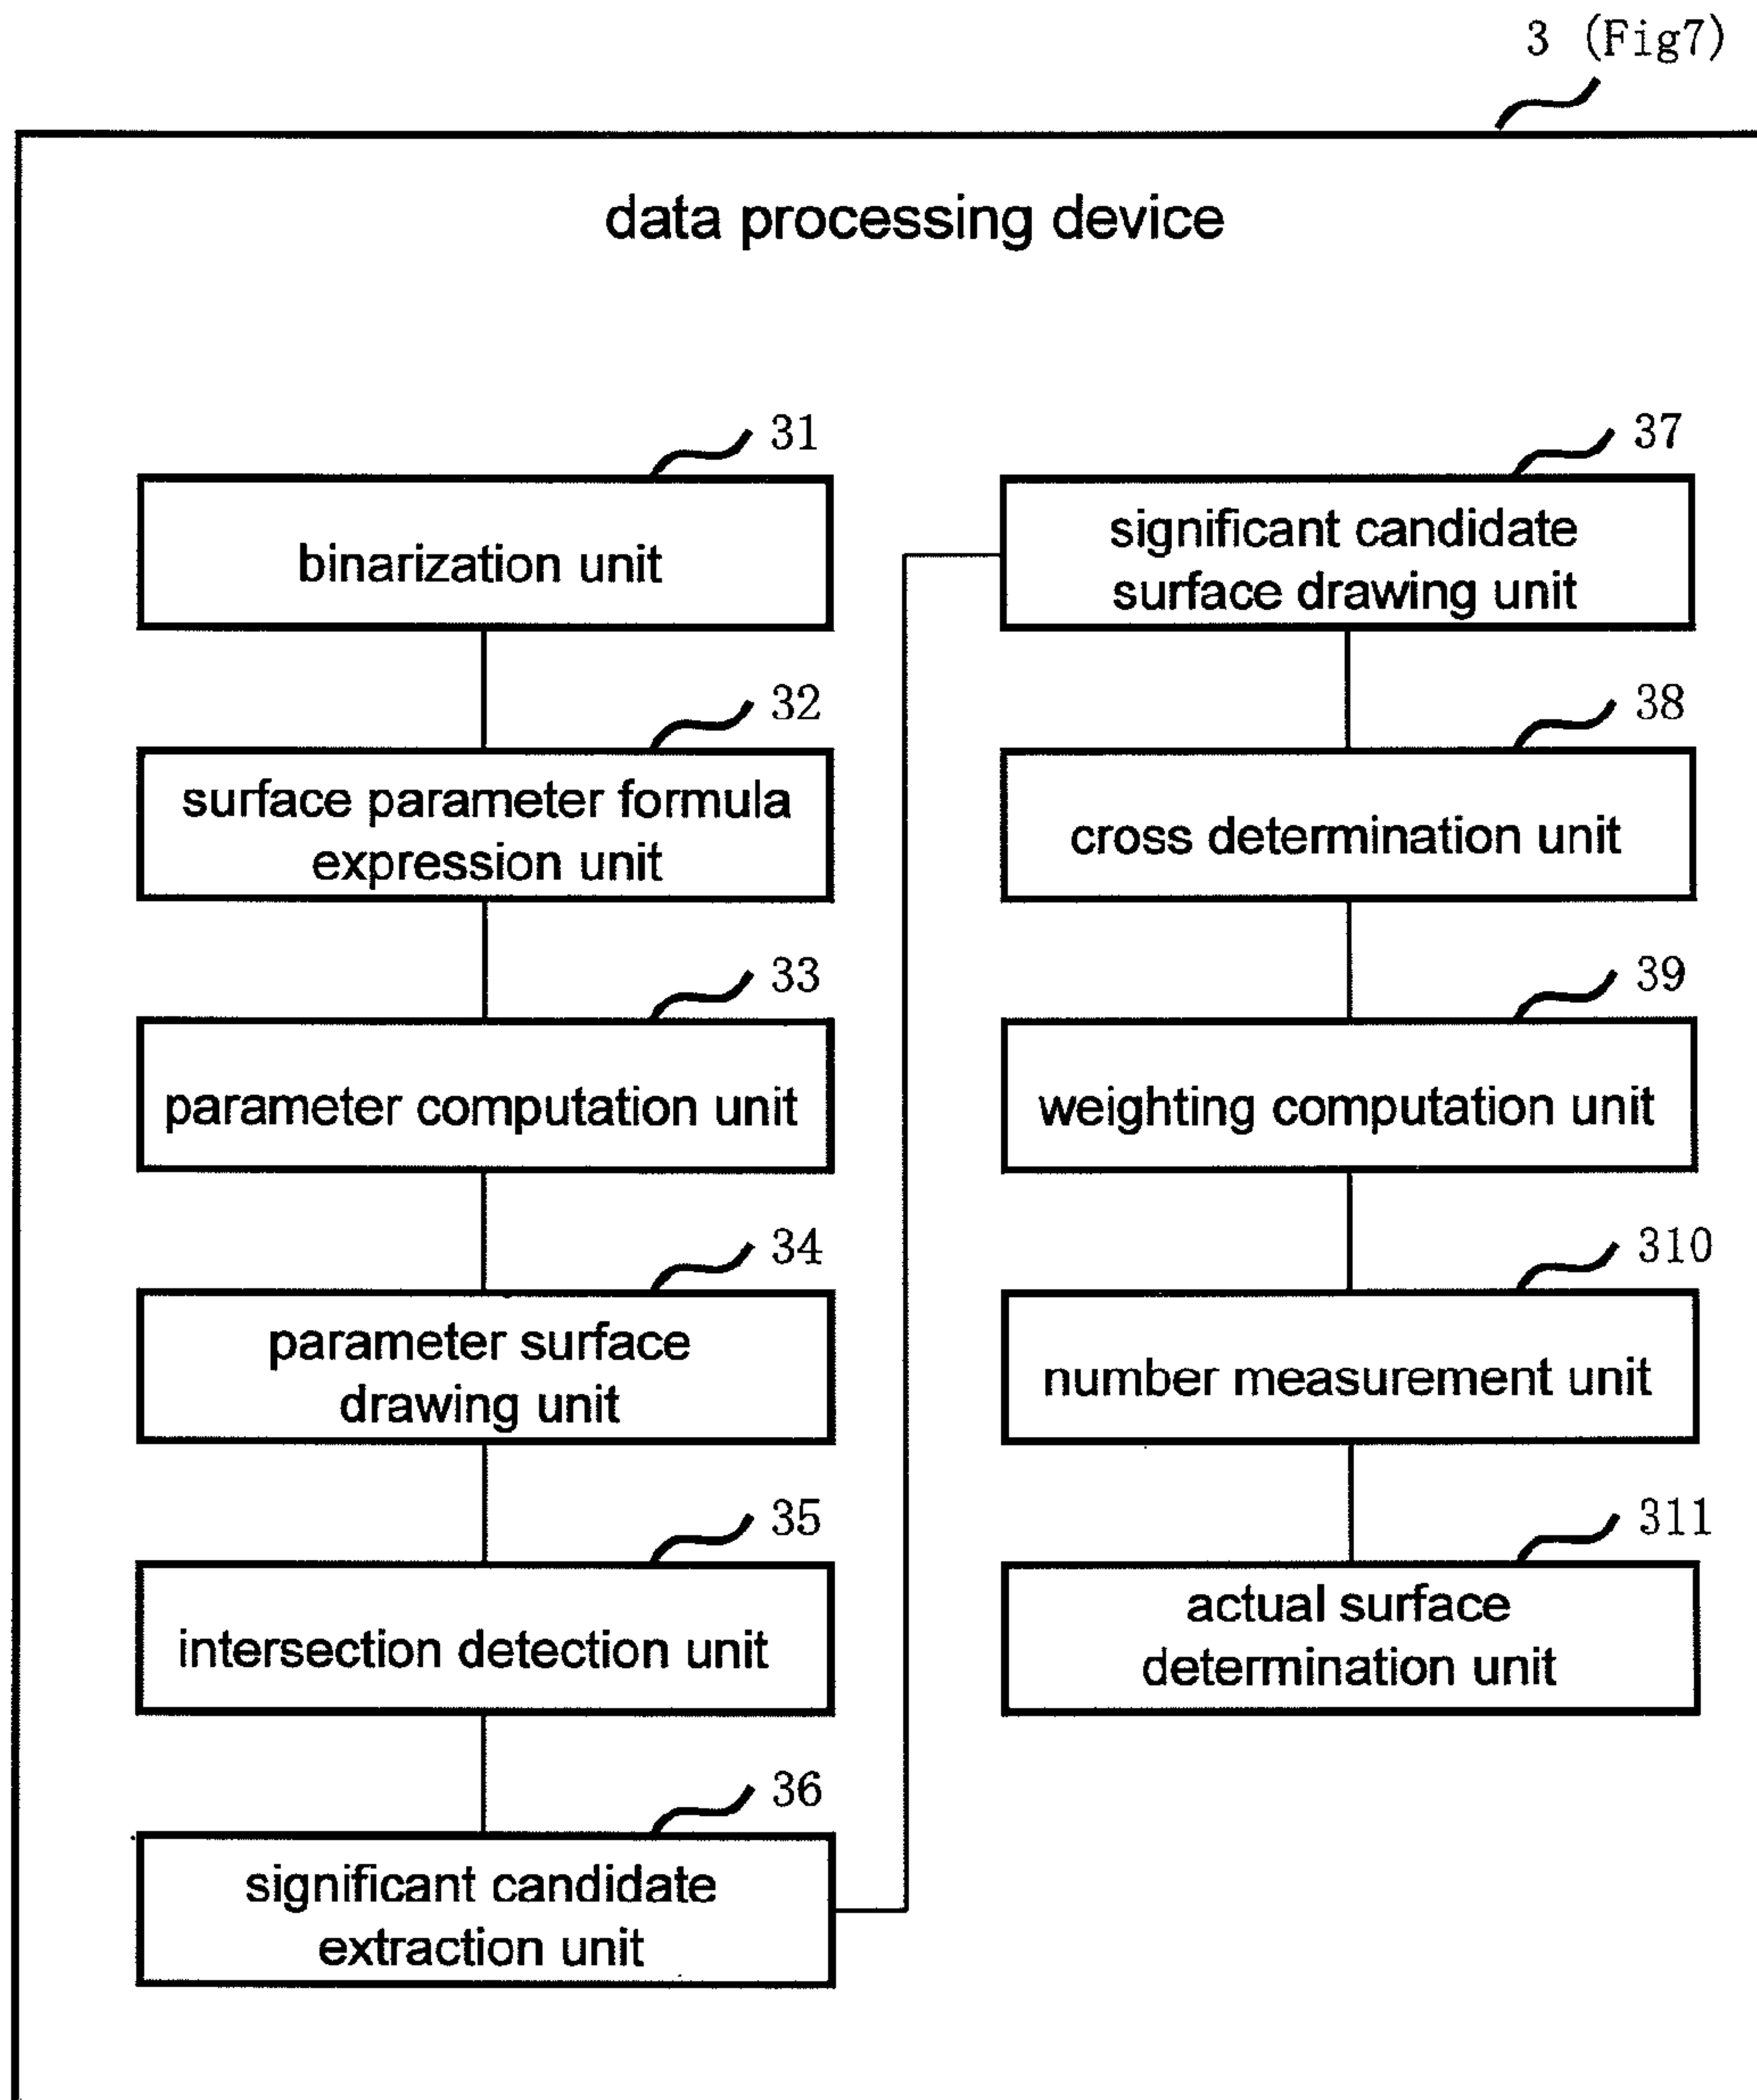 3 (Fig7)
data processing device
31
binarization unit
32
surface parameter formula
expression unit
33
parameter computation unit
34
parameter surface
drawing unit
35
intersection detection unit
36
significant candidate
extraction unit
37
significant candidate
surface drawing unit
38
cross determination unit
39
weighting computation unit
310
number measurement unit
311
actual surface
determination unit